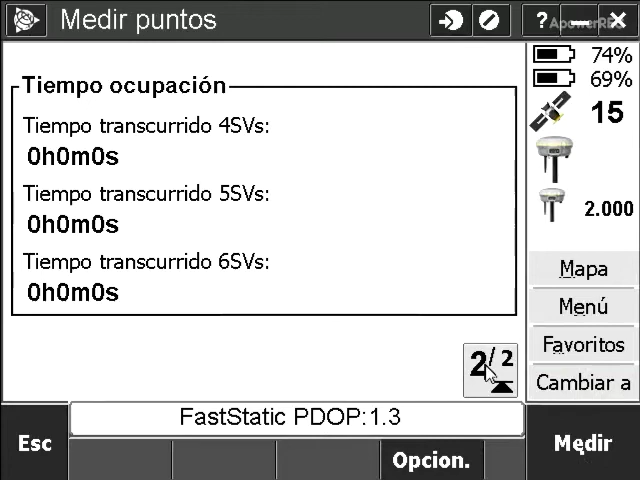 Medir puntos
?
ApowerREC
74%
69%
15
2.000
Tiempo ocupación
Tiempo transcurrido 4SVs:
0h0m0s
Tiempo transcurrido 5SVs:
0h0m0s
Tiempo transcurrido 6SVs:
0h0m0s
Mapa
Menú
Favoritos
Cambiar a
2/2
FastStatic PDOP:1.3
Esc
Opcion.
Medir